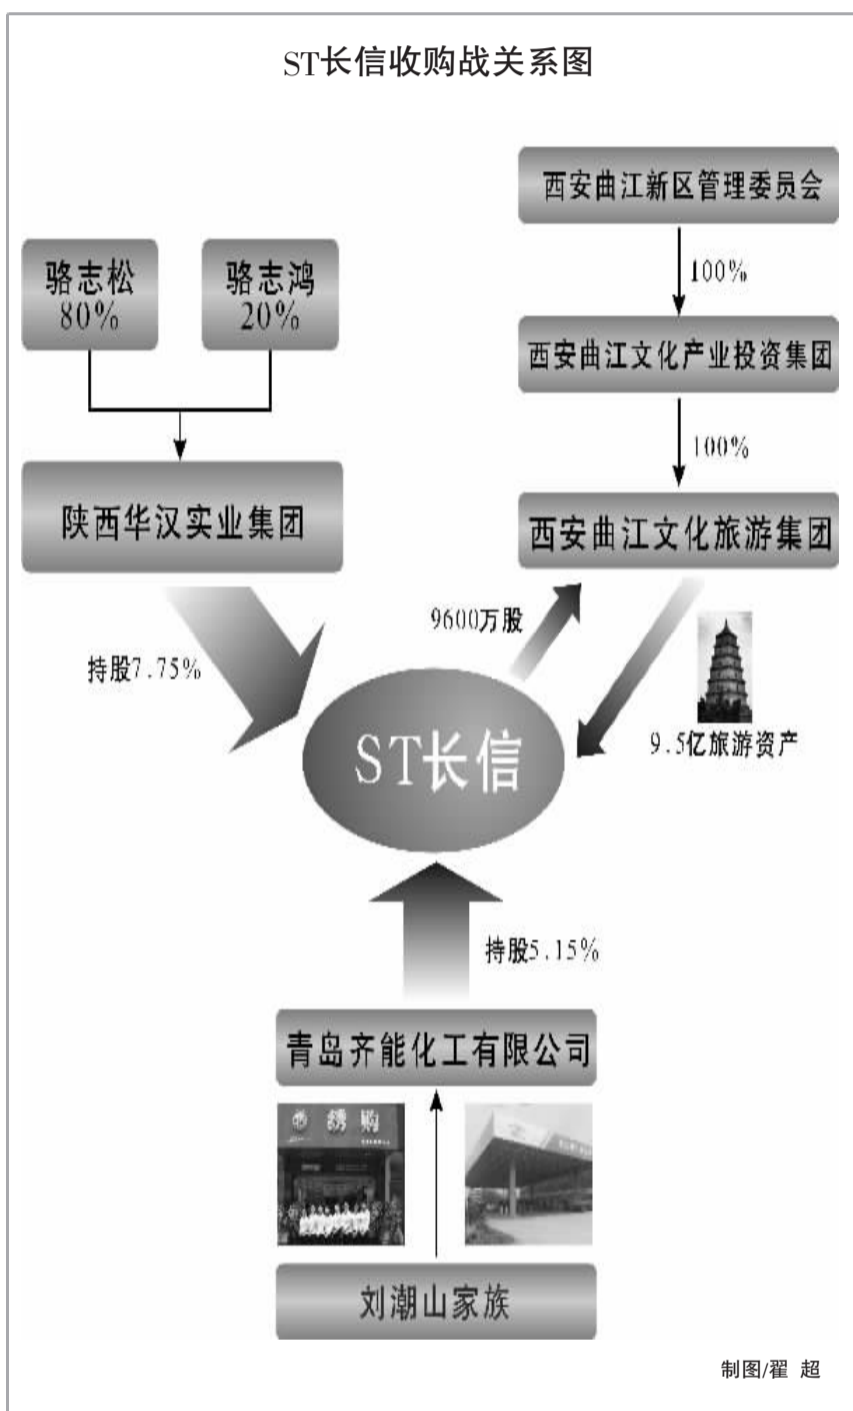 ST长信收购战关系图
西安曲江新区管理委员会
骆志松
80%
骆志鸿
20%
100%
西安曲江文化产业投资集团
100%
陕西华汉实业集团
西安曲江文化旅游集团
9600万股
持股7.75%
9.5亿旅游资产
ST长信
持股5.15%
青岛齐能化工有限公司
绣购
刘潮山家族
制图/翟 超